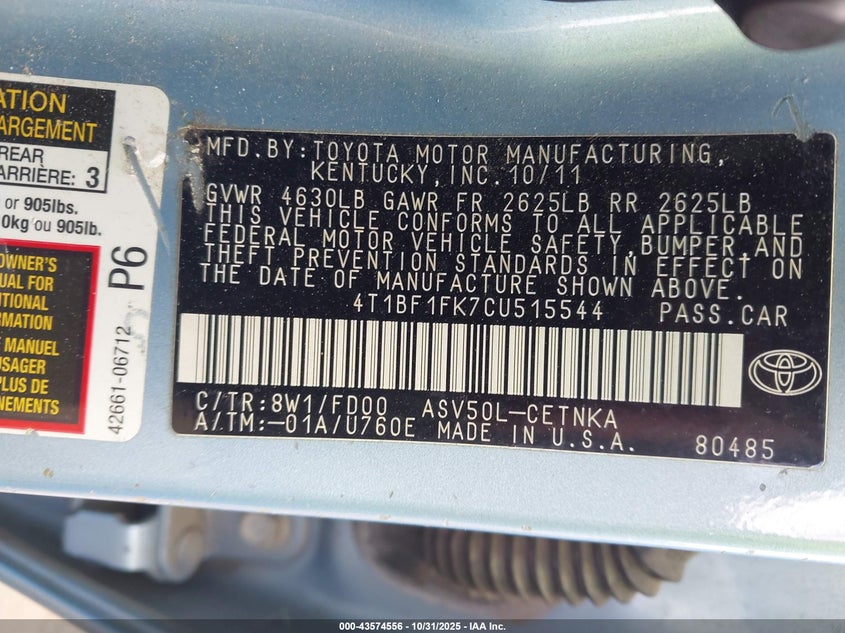 ATION
ARGEMENT
REAR
ARRIÈRE: 3
or 905lbs.
0kg ou 905lb.
OWNER'S
UAL FOR
ITIONAL
RMATION
E MANUEL
USAGER
PLUS DE
NEMENTS
P6
42661-06712
MFD.BY:TOYOTA MOTOR MANUFACTURING,
KENTUCKY,INC.10/11
GVWR 4630LB GAWR FR 2625LB RR 2625LB
THIS VEHICLE CONFORMS TO ALL APPLICABLE
FEDERAL MOTOR VEHICLE SAFETY,BUMPER,AND
THEFT PREVENTION STANDARDS IN EFFECT ON
THE DATE OF MANUFACTURE SHOWN ABOVE.
4T1BF1FK7CU515544 PASS.CAR
C/TR:8W1/FD00 ASV50L-CETNKA
A/TM:-01A/U760E MADE IN U.S.A. 80485
000-43574556 - 10/31/2025 - IAA Inc.